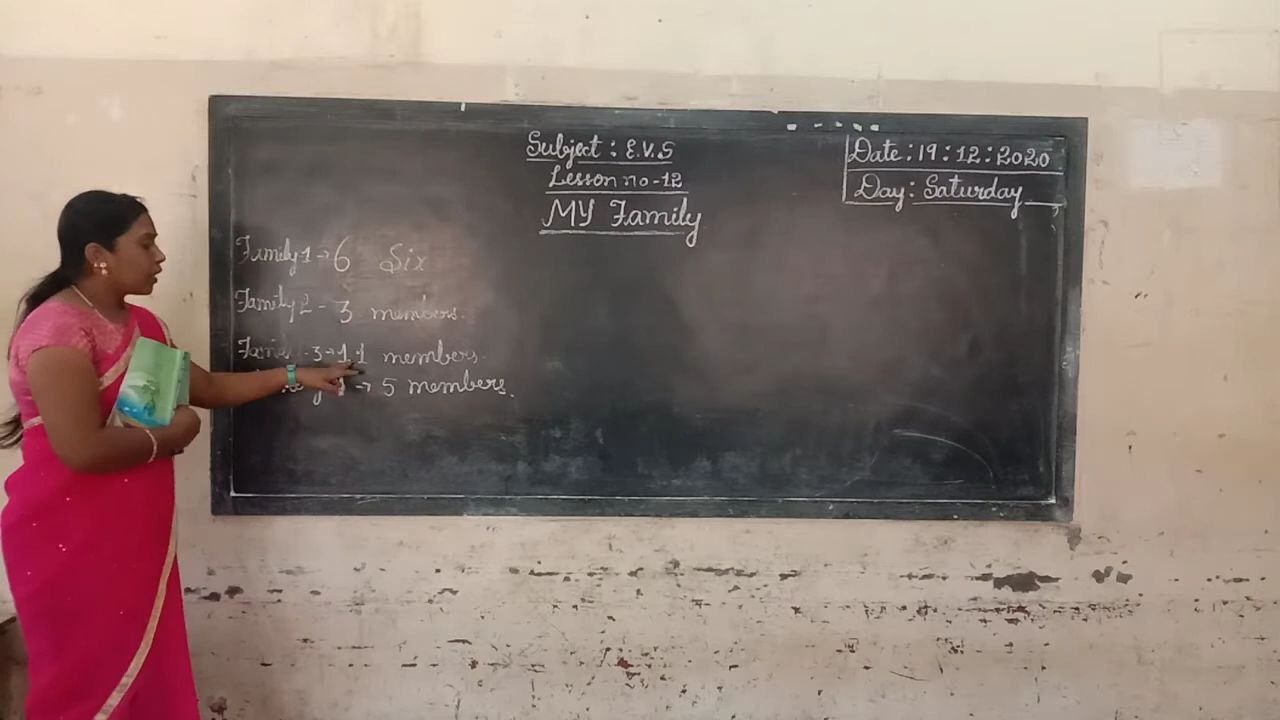 Subject : E.V.S
Lesson no-12
MY Family
Date : 19 : 12 : 2020
Day : Saturday
Family 1 → 6 Six
Family 2 - 3 members.
3 → 11 members.
→ 5 members.